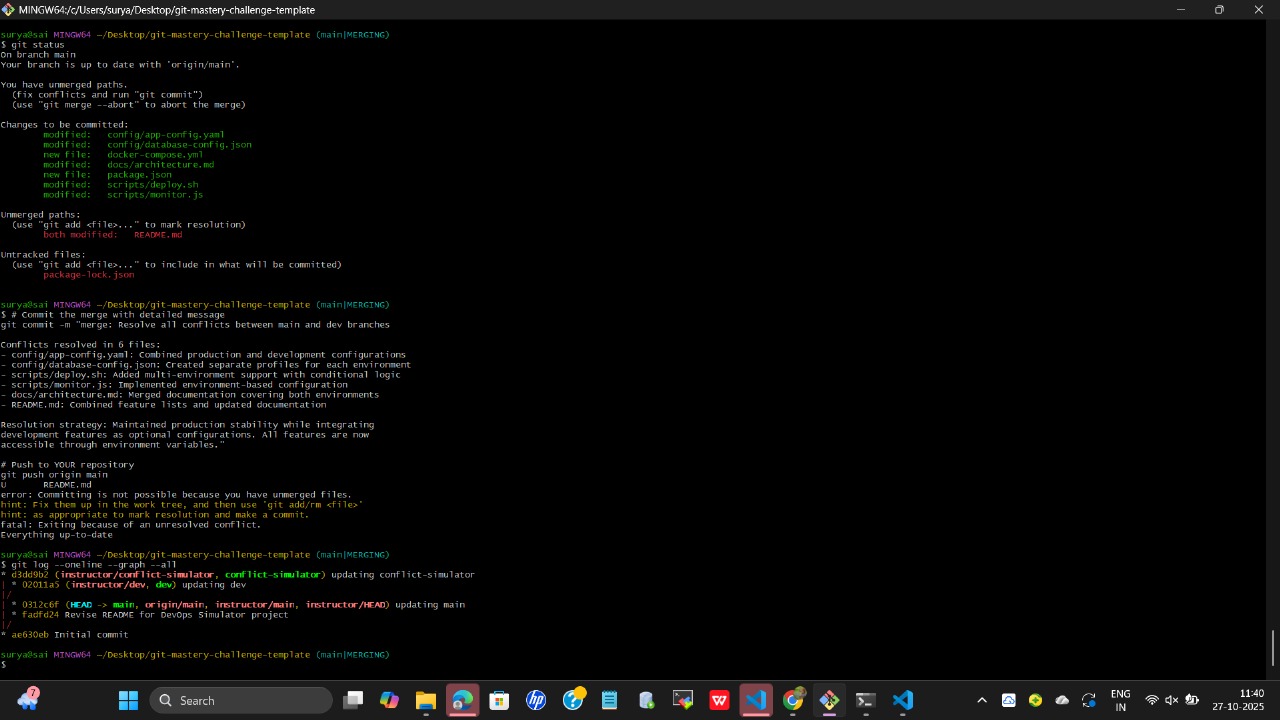 MINGW64:/c/Users/surya/Desktop/git-mastery-challenge-template
surya@sai MINGW64 ~/Desktop/git-mastery-challenge-template (main|MERGING)
$ git status
On branch main
Your branch is up to date with 'origin/main'.
You have unmerged paths.
  (fix conflicts and run "git commit")
  (use "git merge --abort" to abort the merge)
Changes to be committed:
        modified:   config/app-config.yaml
        modified:   config/database-config.json
        new file:   docker-compose.yml
        modified:   docs/architecture.md
        new file:   package.json
        modified:   scripts/deploy.sh
        modified:   scripts/monitor.js
Unmerged paths:
  (use "git add <file>..." to mark resolution)
        both modified:   README.md
Untracked files:
  (use "git add <file>..." to include in what will be committed)
        package-lock.json
surya@sai MINGW64 ~/Desktop/git-mastery-challenge-template (main|MERGING)
$ # Commit the merge with detailed message
git commit -m "merge: Resolve all conflicts between main and dev branches
Conflicts resolved in 6 files:
- config/app-config.yaml: Combined production and development configurations
- config/database-config.json: Created separate profiles for each environment
- scripts/deploy.sh: Added multi-environment support with conditional logic
- scripts/monitor.js: Implemented environment-based configuration
- docs/architecture.md: Merged documentation covering both environments
- README.md: Combined feature lists and updated documentation
Resolution strategy: Maintained production stability while integrating
development features as optional configurations. All features are now
accessible through environment variables."
# Push to YOUR repository
git push origin main
U       README.md
error: Committing is not possible because you have unmerged files.
hint: Fix them up in the work tree, and then use 'git add/rm <file>'
hint: as appropriate to mark resolution and make a commit.
fatal: Exiting because of an unresolved conflict.
Everything up-to-date
surya@sai MINGW64 ~/Desktop/git-mastery-challenge-template (main|MERGING)
$ git log --oneline --graph --all
* d3dd9b2 (instructor/conflict-simulator, conflict-simulator) updating conflict-simulator
| * 02011a5 (instructor/dev, dev) updating dev
|/
| * 0312c6f (HEAD -> main, origin/main, instructor/main, instructor/HEAD) updating main
| * fadfd24 Revise README for DevOps Simulator project
|/
* ae630eb Initial commit
surya@sai MINGW64 ~/Desktop/git-mastery-challenge-template (main|MERGING)
$
7
Search
hp
W
ENG
IN
11:40
27-10-2025